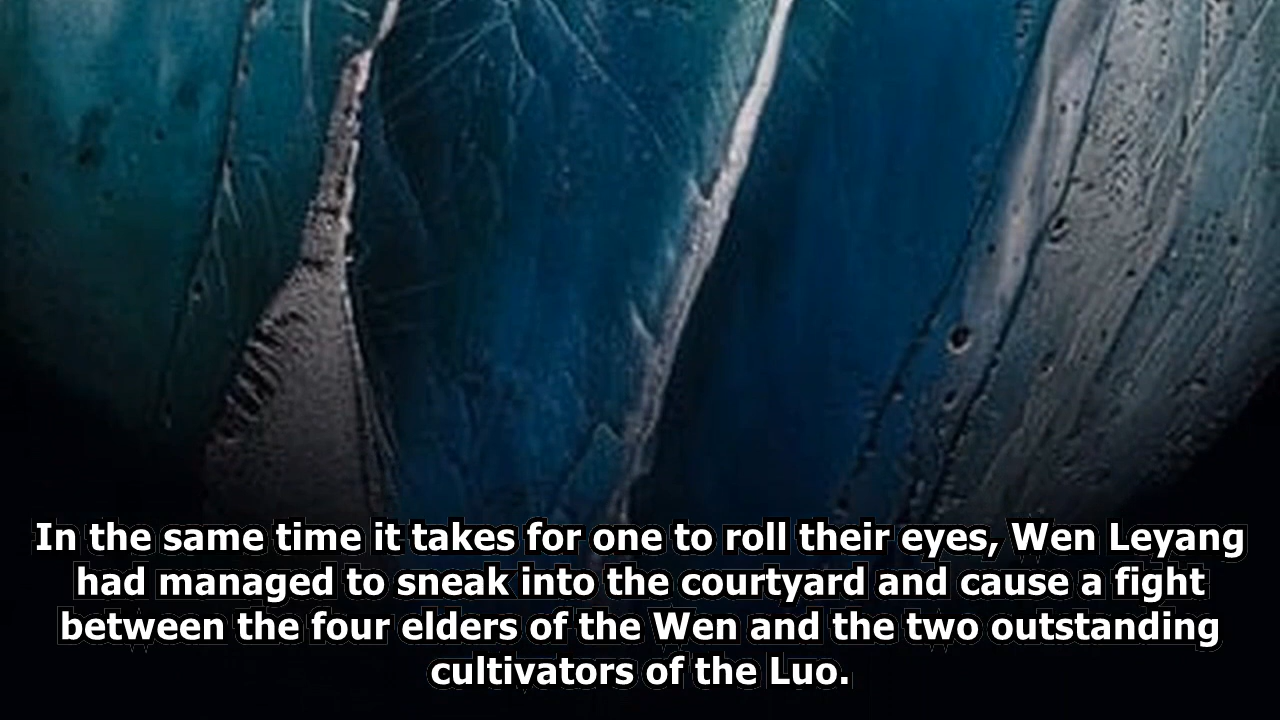 In the same time it takes for one to roll their eyes, Wen Leyang
had managed to sneak into the courtyard and cause a fight
between the four elders of the Wen and the two outstanding
cultivators of the Luo.